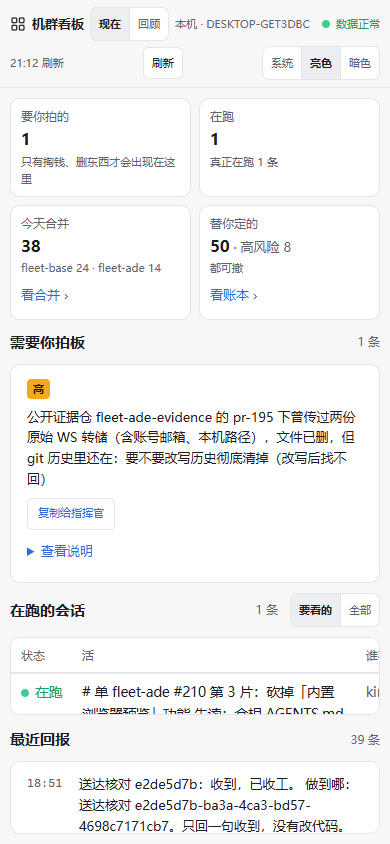 机群看板 现在 回顾 本机 · DESKTOP-GET3DBC 数据正常
21:12 刷新 刷新 系统 亮色 暗色
要你拍的
1
只有掏钱、删东西才会出现在这
里
在跑
1
真正在跑 1 条
今天合并
38
fleet-base 24 · fleet-ade 14
看合并 ›
替你定的
50 · 高风险 8
都可撤
看账本 ›
需要你拍板 1 条
高
公开证据仓 fleet-ade-evidence 的 pr-195 下曾传过两份
原始 WS 转储（含账号邮箱、本机路径），文件已删，但
git 历史里还在：要不要改写历史彻底清掉（改写后找不
回）
复制给指挥官
▶ 查看说明
在跑的会话 1 条 要看的 全部
状态 活
在跑 # 单 fleet-ade #210 第 3 片：砍掉「内置
最近回报 39 条
18:51 送达核对 e2de5d7b：收到，已收工。 做到哪：
送达核对 e2de5d7b-ba3a-4ca3-bd57-
4698c7171cb7。只回一句收到，没有改代码。